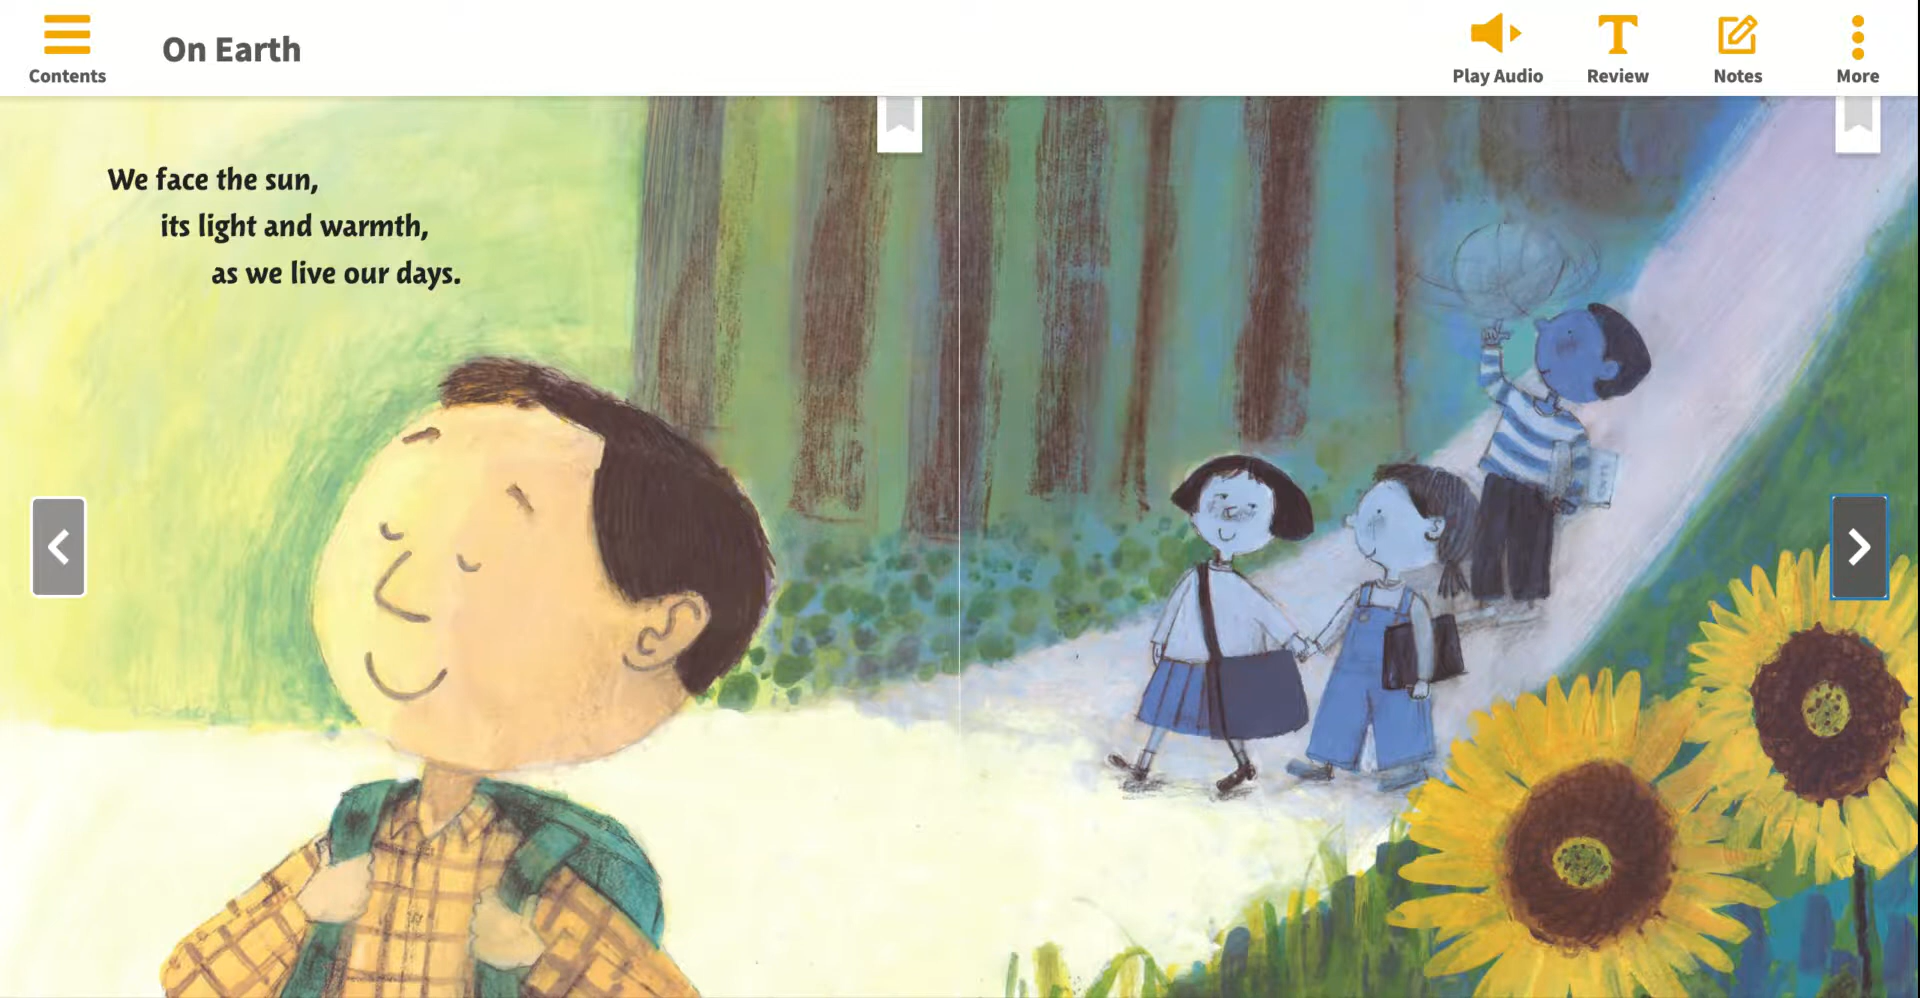 Contents
On Earth
Play Audio
Review
Notes
More
We face the sun,
its light and warmth,
as we live our days.